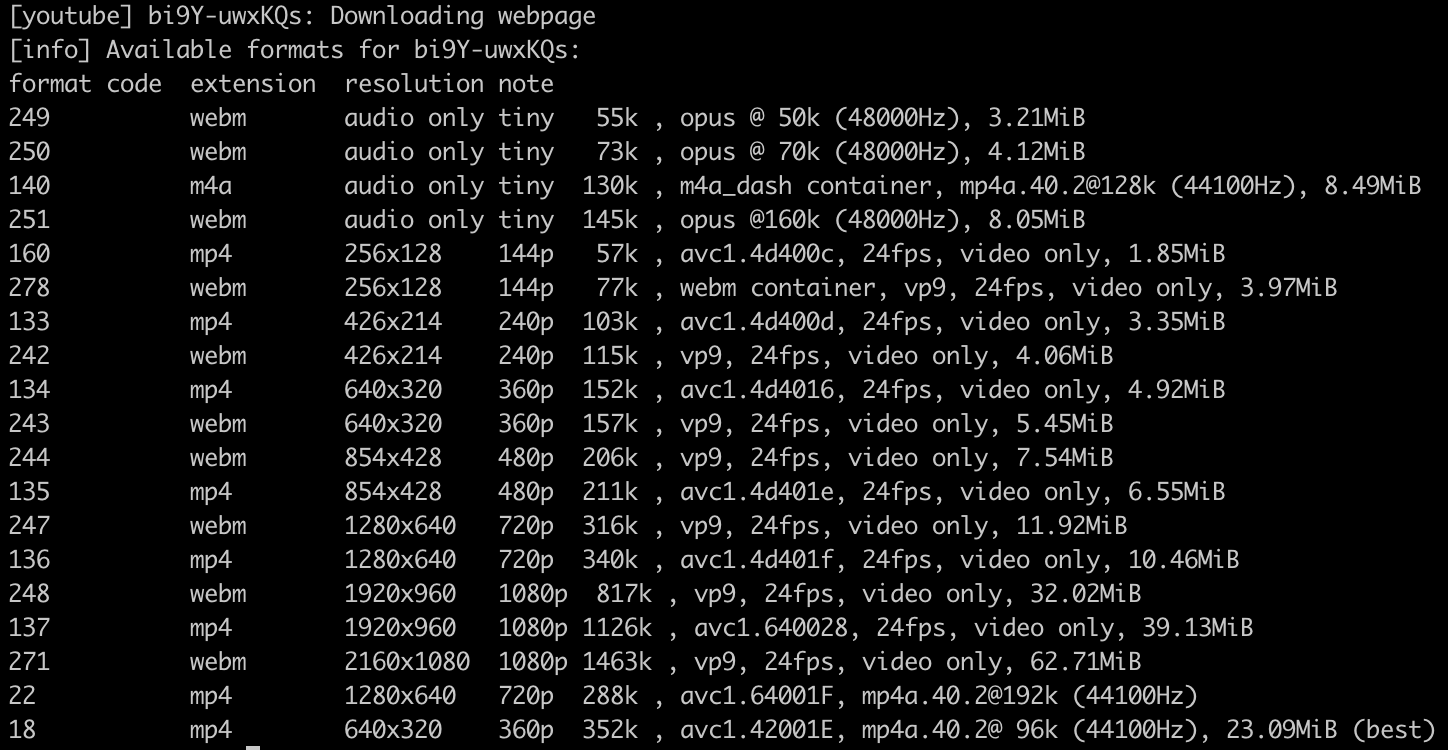 [youtube] bi9Y-uwxKQs: Downloading webpage
[info] Available formats for bi9Y-uwxKQs:
format code  extension  resolution note
249          webm       audio only tiny   55k , opus @ 50k (48000Hz), 3.21MiB
250          webm       audio only tiny   73k , opus @ 70k (48000Hz), 4.12MiB
140          m4a        audio only tiny  130k , m4a_dash container, mp4a.40.2@128k (44100Hz), 8.49MiB
251          webm       audio only tiny  145k , opus @160k (48000Hz), 8.05MiB
160          mp4        256x128    144p   57k , avc1.4d400c, 24fps, video only, 1.85MiB
278          webm       256x128    144p   77k , webm container, vp9, 24fps, video only, 3.97MiB
133          mp4        426x214    240p  103k , avc1.4d400d, 24fps, video only, 3.35MiB
242          webm       426x214    240p  115k , vp9, 24fps, video only, 4.06MiB
134          mp4        640x320    360p  152k , avc1.4d4016, 24fps, video only, 4.92MiB
243          webm       640x320    360p  157k , vp9, 24fps, video only, 5.45MiB
244          webm       854x428    480p  206k , vp9, 24fps, video only, 7.54MiB
135          mp4        854x428    480p  211k , avc1.4d401e, 24fps, video only, 6.55MiB
247          webm       1280x640   720p  316k , vp9, 24fps, video only, 11.92MiB
136          mp4        1280x640   720p  340k , avc1.4d401f, 24fps, video only, 10.46MiB
248          webm       1920x960   1080p  817k , vp9, 24fps, video only, 32.02MiB
137          mp4        1920x960   1080p 1126k , avc1.640028, 24fps, video only, 39.13MiB
271          webm       2160x1080  1080p 1463k , vp9, 24fps, video only, 62.71MiB
22           mp4        1280x640   720p  288k , avc1.64001F, mp4a.40.2@192k (44100Hz)
18           mp4        640x320    360p  352k , avc1.42001E, mp4a.40.2@ 96k (44100Hz), 23.09MiB (best)